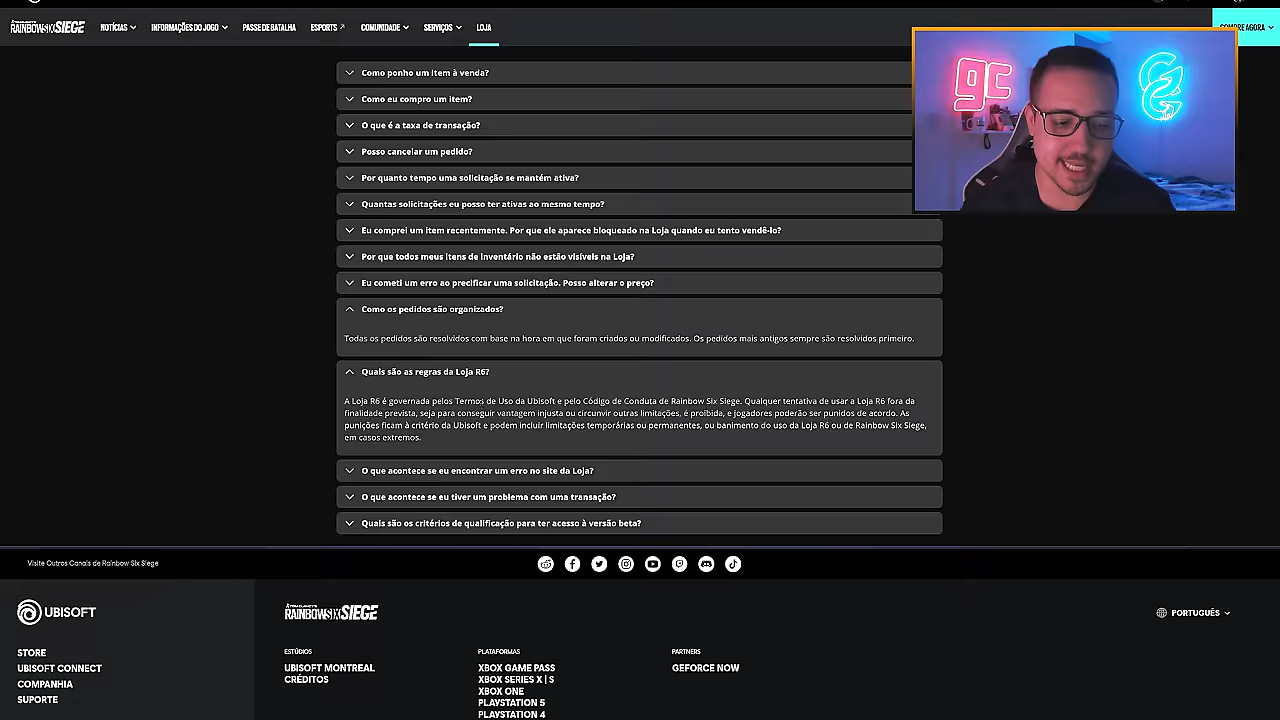 RAINBOWSIX SIEGE
NOTÍCIAS
INFORMAÇÕES DO JOGO
PASSE DE BATALHA
ESPORTS
COMUNIDADE
SERVIÇOS
LOJA
COMPRE AGORA
gc
Como ponho um item à venda?
Como eu compro um item?
O que é a taxa de transação?
Posso cancelar um pedido?
Por quanto tempo uma solicitação se mantém ativa?
Quantas solicitações eu posso ter ativas ao mesmo tempo?
Eu comprei um item recentemente. Por que ele aparece bloqueado na Loja quando eu tento vendê-lo?
Por que todos meus itens de inventário não estão visíveis na Loja?
Eu cometi um erro ao precificar uma solicitação. Posso alterar o preço?
Como os pedidos são organizados?
Todas os pedidos são resolvidos com base na hora em que foram criados ou modificados. Os pedidos mais antigos sempre são resolvidos primeiro.
Quais são as regras da Loja R6?
A Loja R6 é governada pelos Termos de Uso da Ubisoft e pelo Código de Conduta de Rainbow Six Siege. Qualquer tentativa de usar a Loja R6 fora da
finalidade prevista, seja para conseguir vantagem injusta ou circunvir outras limitações, é proibida, e jogadores poderão ser punidos de acordo. As
punições ficam à critério da Ubisoft e podem incluir limitações temporárias ou permanentes, ou banimento do uso da Loja R6 ou de Rainbow Six Siege,
em casos extremos.
O que acontece se eu encontrar um erro no site da Loja?
O que acontece se eu tiver um problema com uma transação?
Quais são os critérios de qualificação para ter acesso à versão beta?
Visite Outros Canais de Rainbow Six Siege
UBISOFT
RAINBOWSIX SIEGE
PORTUGUÊS
STORE
UBISOFT CONNECT
COMPANHIA
SUPORTE
ESTÚDIOS
UBISOFT MONTREAL
CRÉDITOS
PLATAFORMAS
XBOX GAME PASS
XBOX SERIES X | S
XBOX ONE
PLAYSTATION 5
PLAYSTATION 4
PARTNERS
GEFORCE NOW